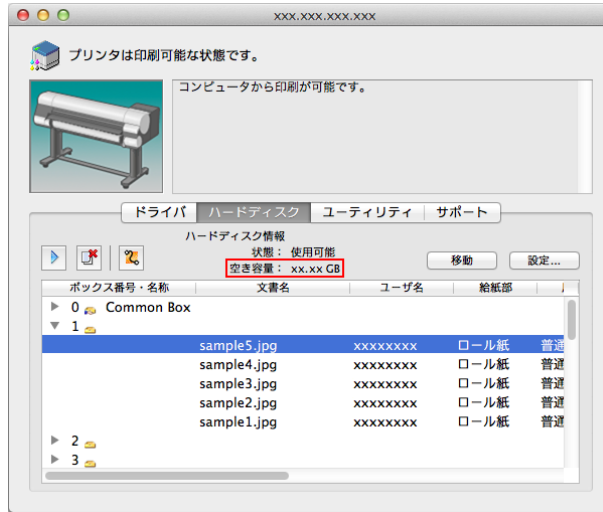 xxx.xxx.xxx.xxx
プリンタは印刷可能な状態です。
コンピュータから印刷が可能です。
ドライバ ハードディスク ユーティリティ サポート
ハードディスク情報
状態： 使用可能
空き容量： xx.xx GB
移動 設定...
ボックス番号・名称 文書名 ユーザ名 給紙部
0 Common Box
1
sample5.jpg xxxxxxxx ロール紙 普通
sample4.jpg xxxxxxxx ロール紙 普通
sample3.jpg xxxxxxxx ロール紙 普通
sample2.jpg xxxxxxxx ロール紙 普通
sample1.jpg xxxxxxxx ロール紙 普通
2
3